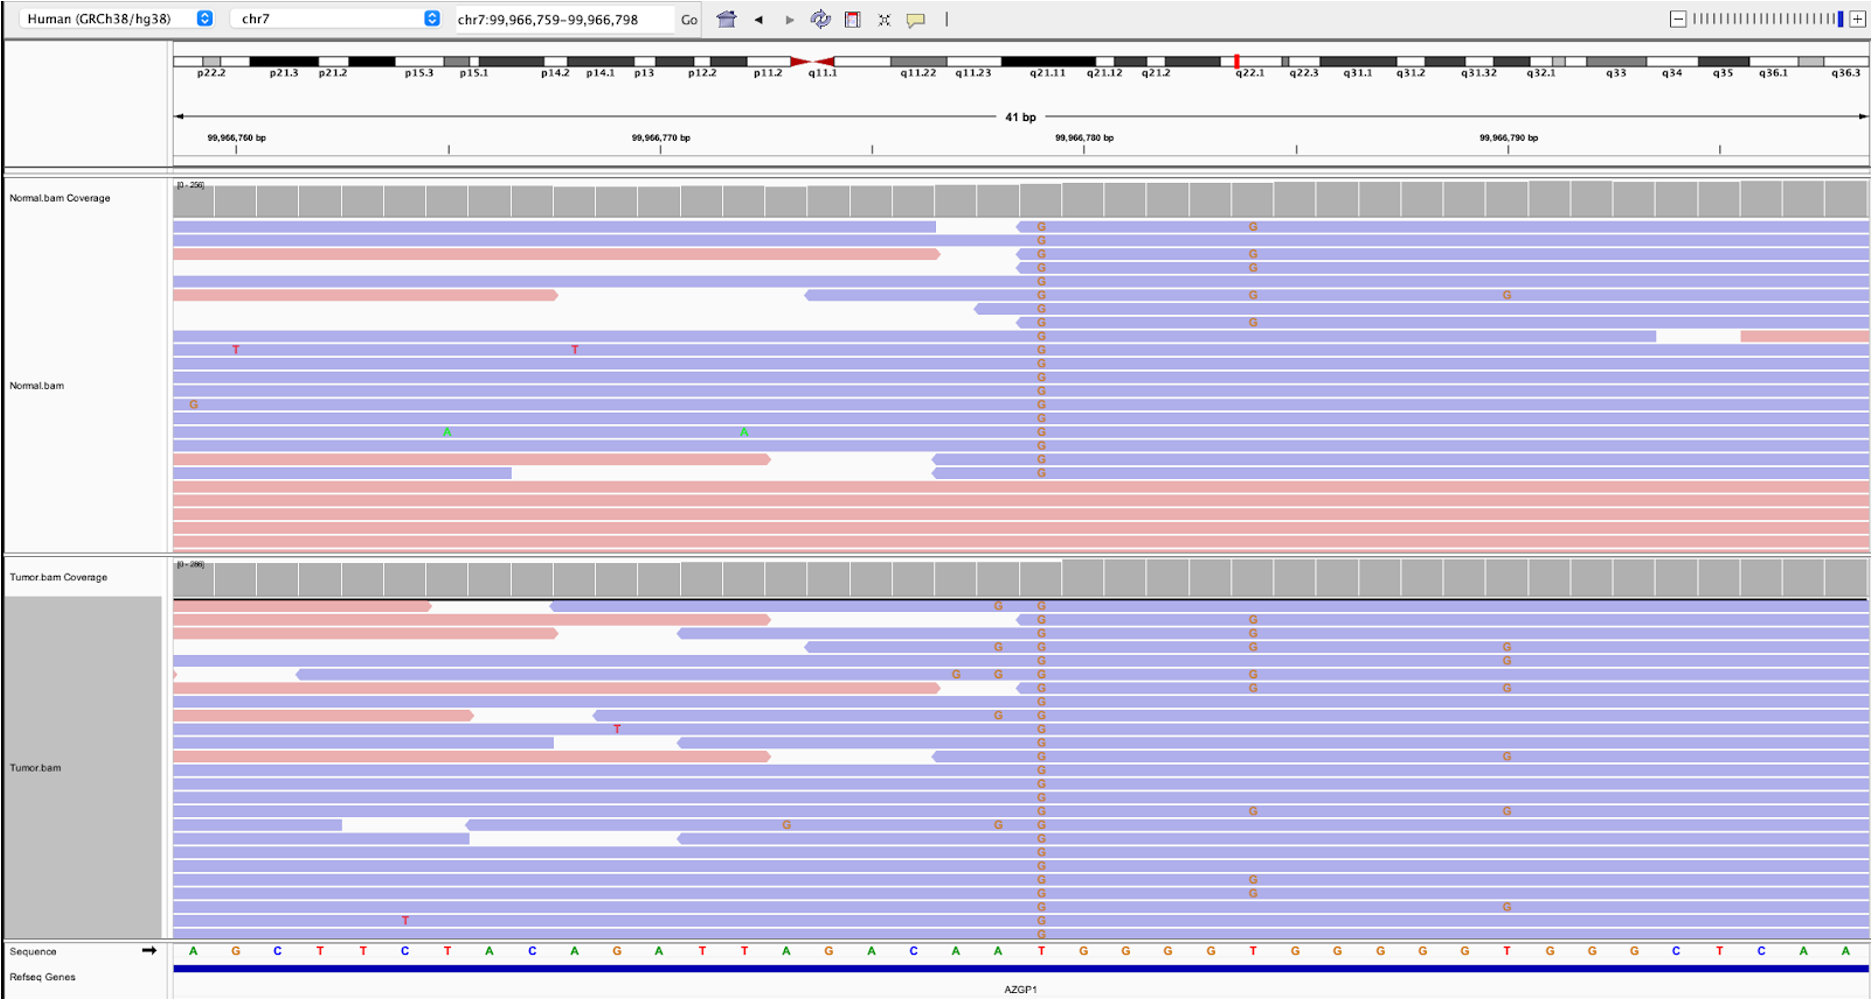 Human (GRCh38/hg38) chr7 chr7:99,966,759-99,966,798 Go
p22.2 p21.3 p21.2 p15.3 p15.1 p14.2 p14.1 p13 p12.2 p11.2 q11.1 q11.22 q11.23 q21.11 q21.12 q21.2 q22.1 q22.3 q31.1 q31.2 q31.32 q32.1 q33 q34 q35 q36.1 q36.3
41 bp
99,966,760 bp 99,966,770 bp 99,966,780 bp 99,966,790 bp
[0 - 256]
Normal.bam Coverage
G G
G
G G
G G
G
G G G
G
G G
G
T T G
G
G
G
G G
G
A A G
G
G
G
Normal.bam
[0 - 286]
Tumor.bam Coverage
G G
G G
G G
G G G G
G G
G G G G
G G G
G
G G
T G
G
G G
G
G
G
G G G
G G G
G
G
G
G G
G G
G G
T G
G
Tumor.bam
Sequence A G C T T C T A C A G A T T A G A C A A T G G G G T G G G G G T G G G C T C A A
Refseq Genes
AZGP1